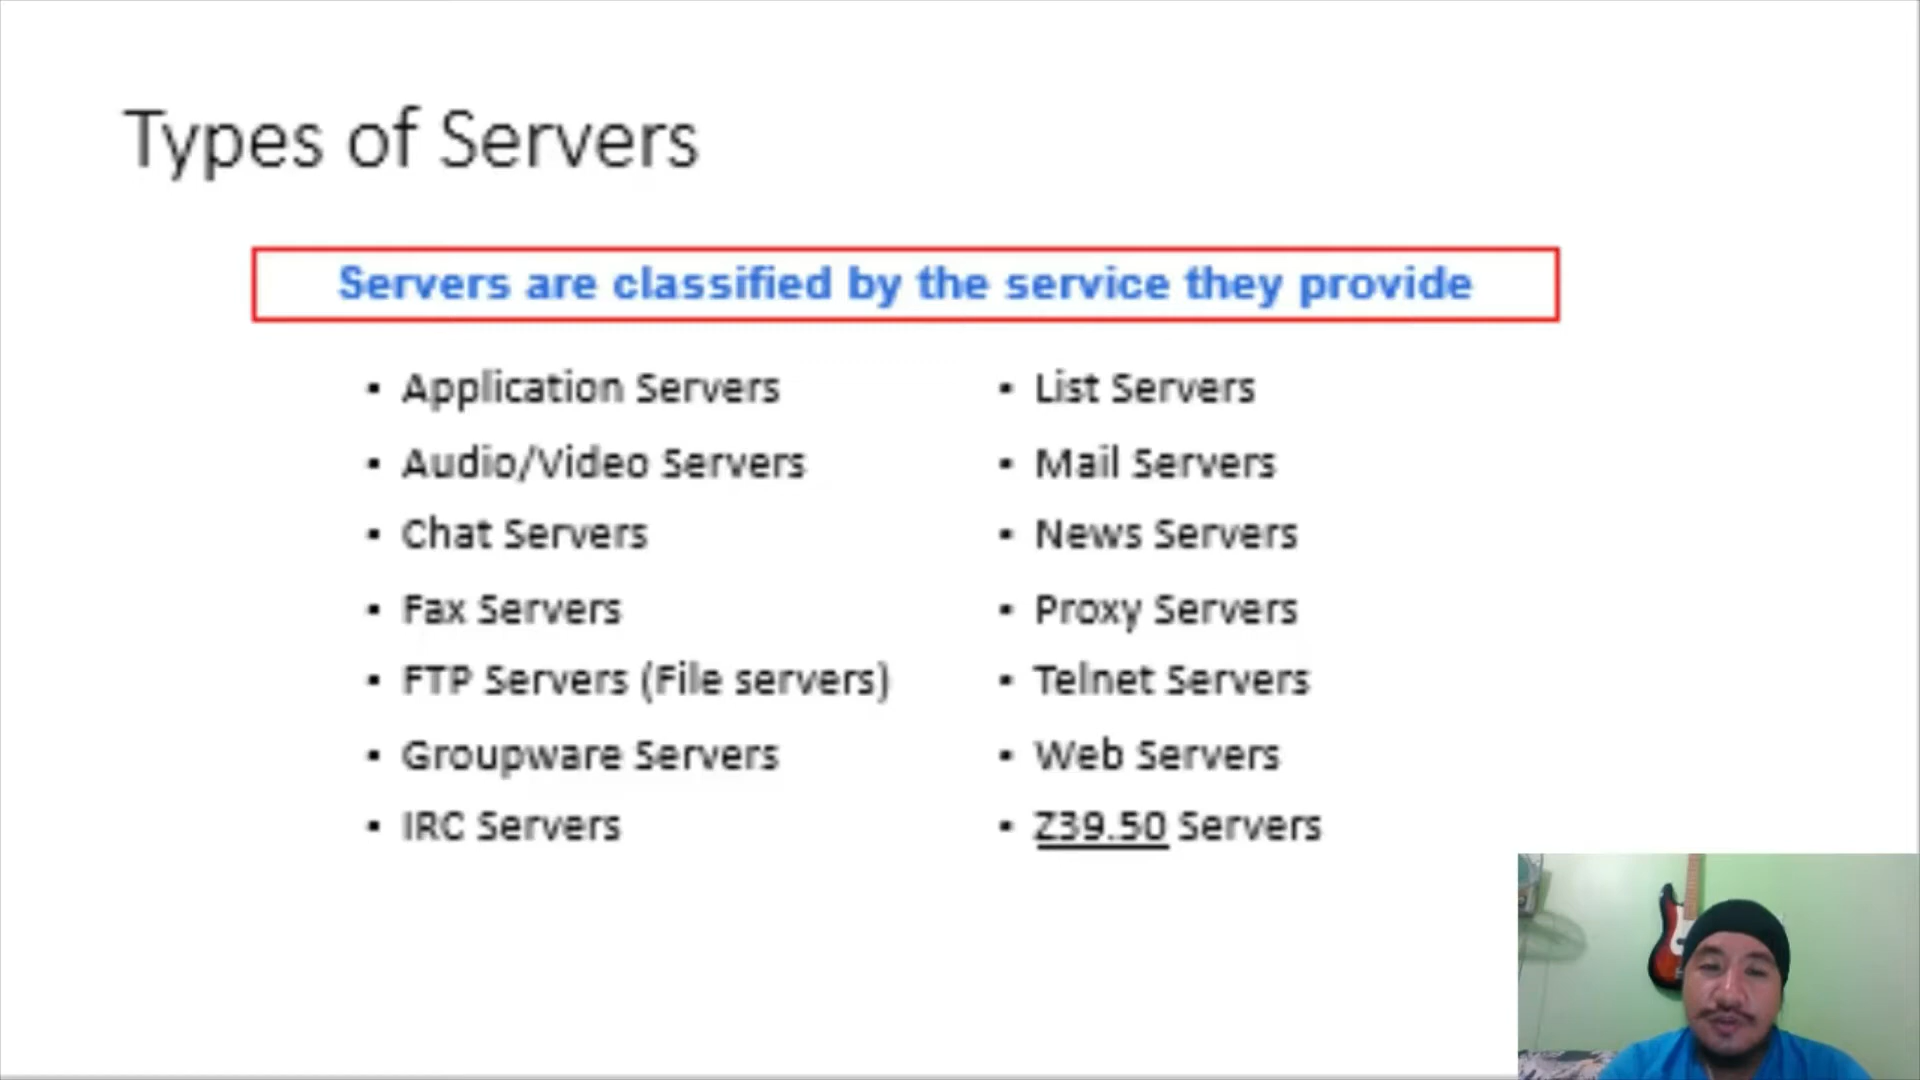 Types of Servers
Servers are classified by the service they provide
▪ Application Servers
▪ Audio/Video Servers
▪ Chat Servers
▪ Fax Servers
▪ FTP Servers (File servers)
▪ Groupware Servers
▪ IRC Servers
▪ List Servers
▪ Mail Servers
▪ News Servers
▪ Proxy Servers
▪ Telnet Servers
▪ Web Servers
▪ Z39.50 Servers